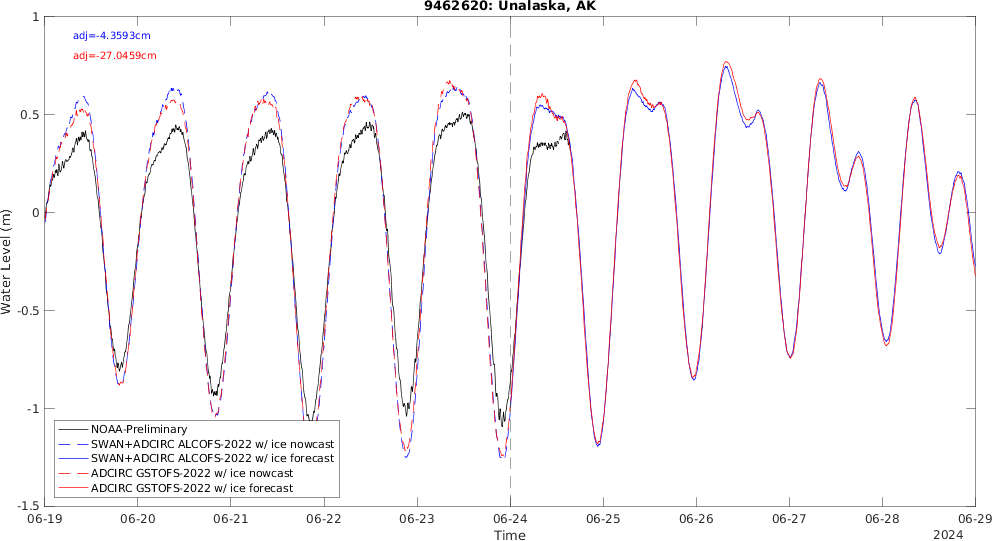 9462620: Unalaska, AK
adj=-4.3593cm
adj=-27.0459cm
Water Level (m)
1
0.5
0
-0.5
-1
-1.5
NOAA-Preliminary
SWAN+ADCIRC ALCOFS-2022 w/ ice nowcast
SWAN+ADCIRC ALCOFS-2022 w/ ice forecast
ADCIRC GSTOFS-2022 w/ ice nowcast
ADCIRC GSTOFS-2022 w/ ice forecast
06-19 06-20 06-21 06-22 06-23 06-24 06-25 06-26 06-27 06-28 06-29
Time
2024